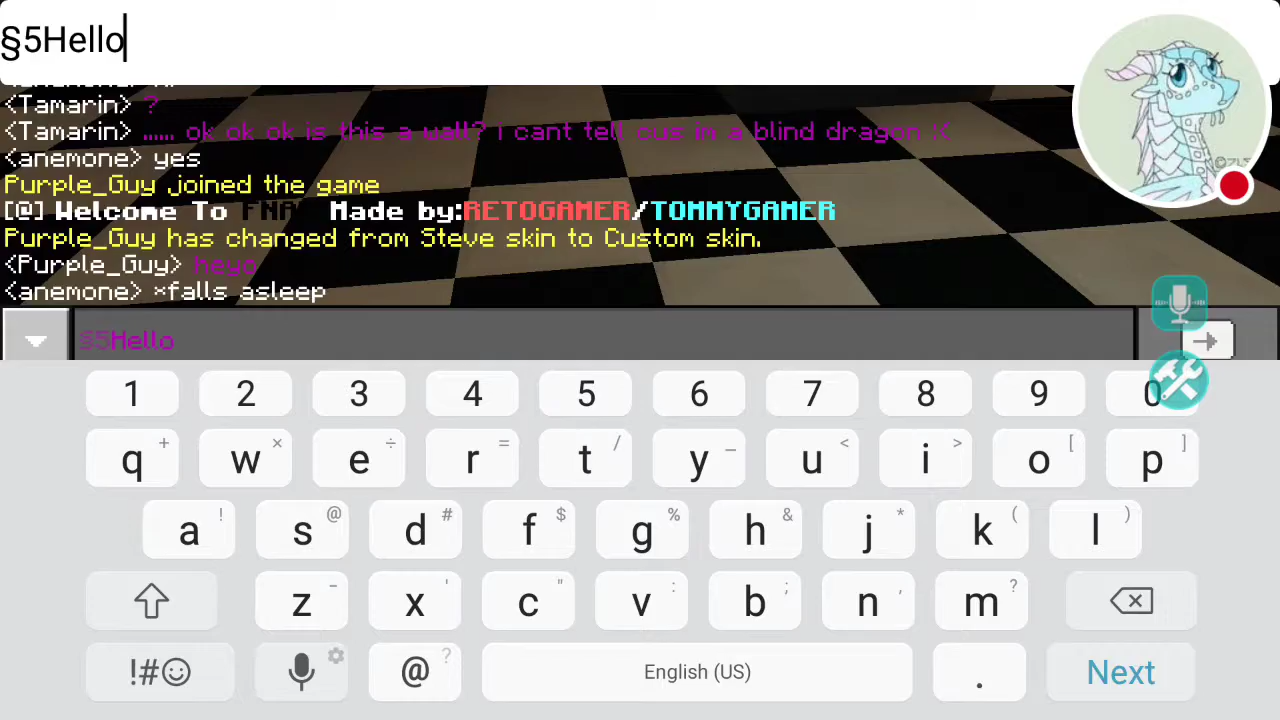 §5Hello
<Tamarin> ?
<Tamarin> ...... ok ok ok is this a wall? i cant tell cus im a blind dragon :(
<anemone> yes
Purple_Guy joined the game
[@] Welcome To FNAF Made by:RETOGAMER/TOMMYGAMER
Purple_Guy has changed from Steve skin to Custom skin.
<Purple_Guy> heyo
<anemone> *falls asleep
§5Hello
1 2 3 4 5 6 7 8 9 0
q + w × e ÷ r = t / y _ u < i > o [ p ]
a ! s @ d # f $ g % h & j * k ( l )
z - x ' c " v : b ; n , m ?
!#☺ @ ? English (US) . Next